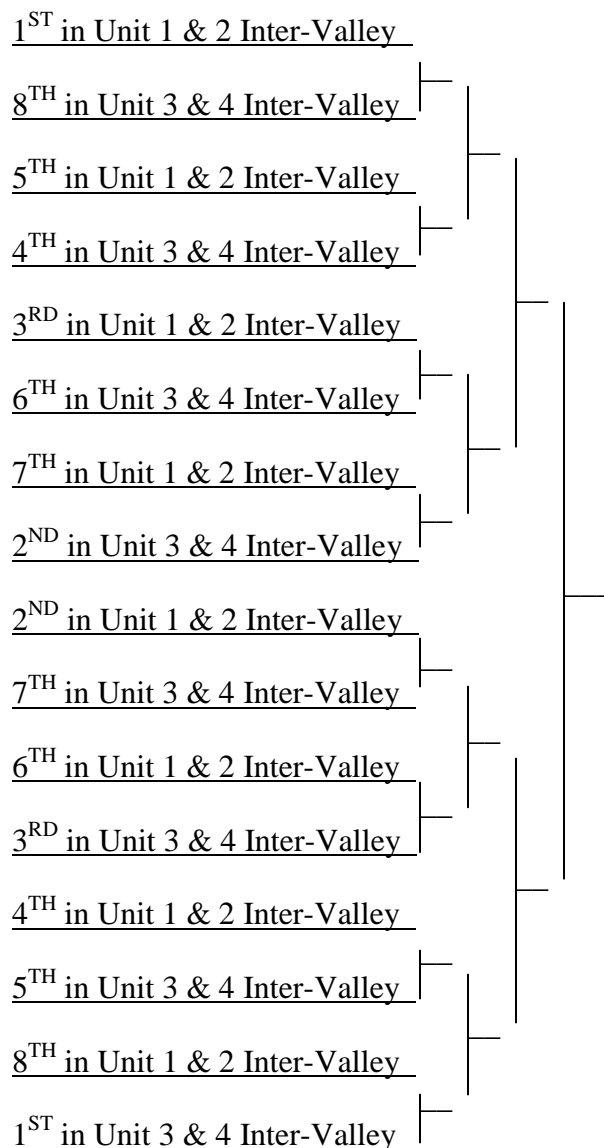 1ST in Unit 1 & 2 Inter-Valley
8TH in Unit 3 & 4 Inter-Valley
5TH in Unit 1 & 2 Inter-Valley
4TH in Unit 3 & 4 Inter-Valley
3RD in Unit 1 & 2 Inter-Valley
6TH in Unit 3 & 4 Inter-Valley
7TH in Unit 1 & 2 Inter-Valley
2ND in Unit 3 & 4 Inter-Valley
2ND in Unit 1 & 2 Inter-Valley
7TH in Unit 3 & 4 Inter-Valley
6TH in Unit 1 & 2 Inter-Valley
3RD in Unit 3 & 4 Inter-Valley
4TH in Unit 1 & 2 Inter-Valley
5TH in Unit 3 & 4 Inter-Valley
8TH in Unit 1 & 2 Inter-Valley
1ST in Unit 3 & 4 Inter-Valley